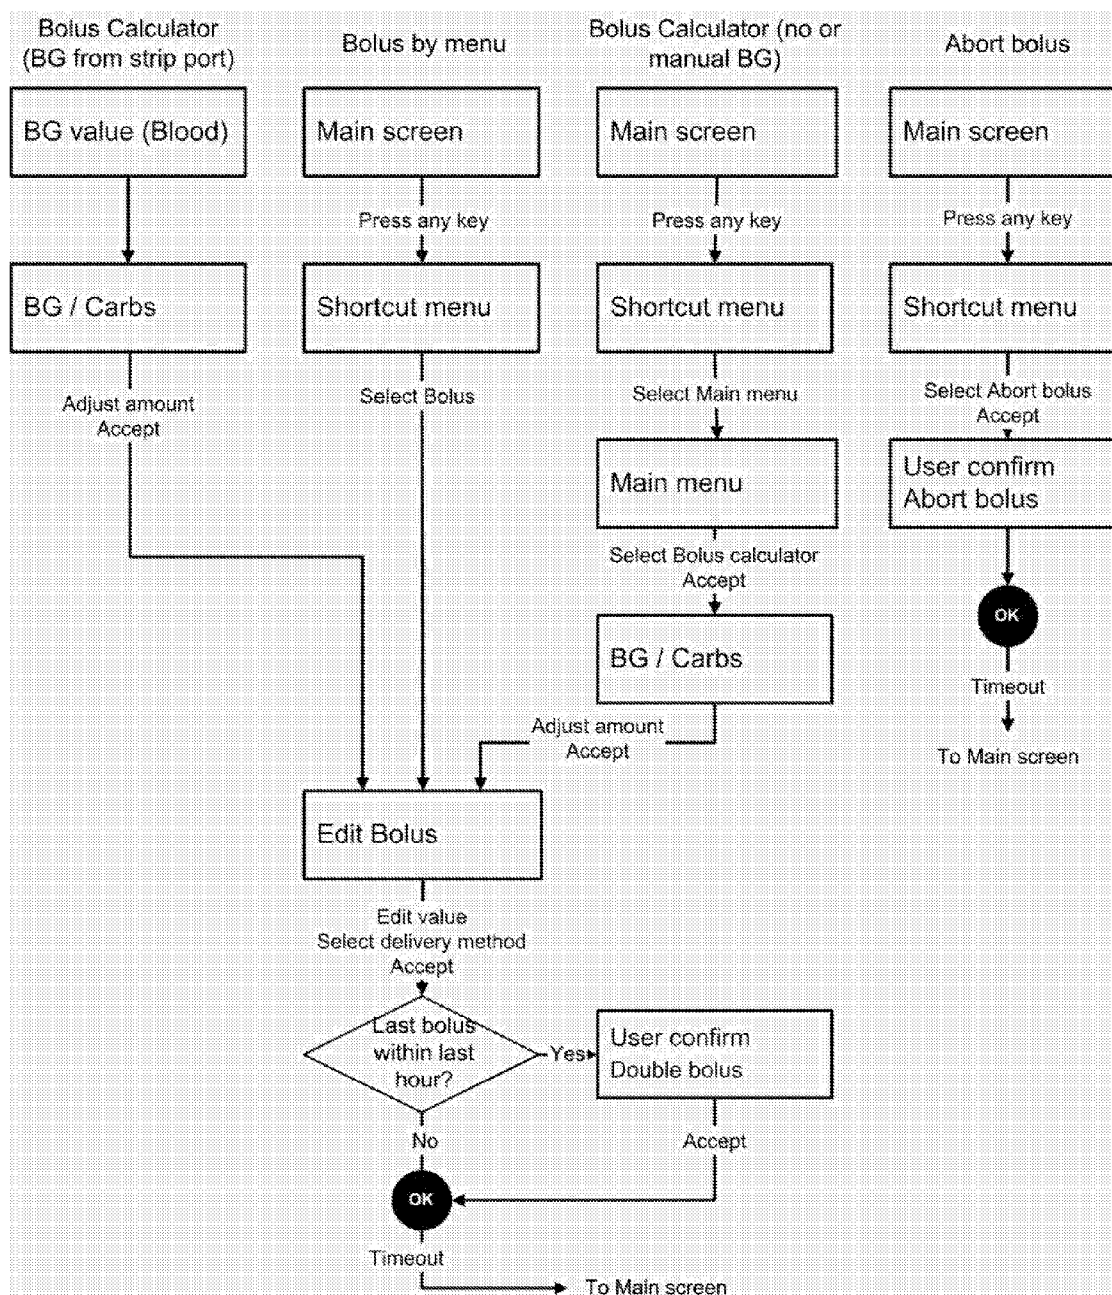 Bolus Calculator
(BG from strip port)
Bolus by menu
Bolus Calculator (no or
manual BG)
Abort bolus
BG value (Blood)
Main screen
Main screen
Main screen
Press any key
Press any key
Press any key
BG / Carbs
Shortcut menu
Shortcut menu
Shortcut menu
Adjust amount
Accept
Select Bolus
Select Main menu
Select Abort bolus
Accept
Main menu
User confirm
Abort bolus
Select Bolus calculator
Accept
OK
BG / Carbs
Timeout
Adjust amount
Accept
To Main screen
Edit Bolus
Edit value
Select delivery method
Accept
Last bolus
within last
hour?
Yes
User confirm
Double bolus
No
Accept
OK
Timeout
To Main screen